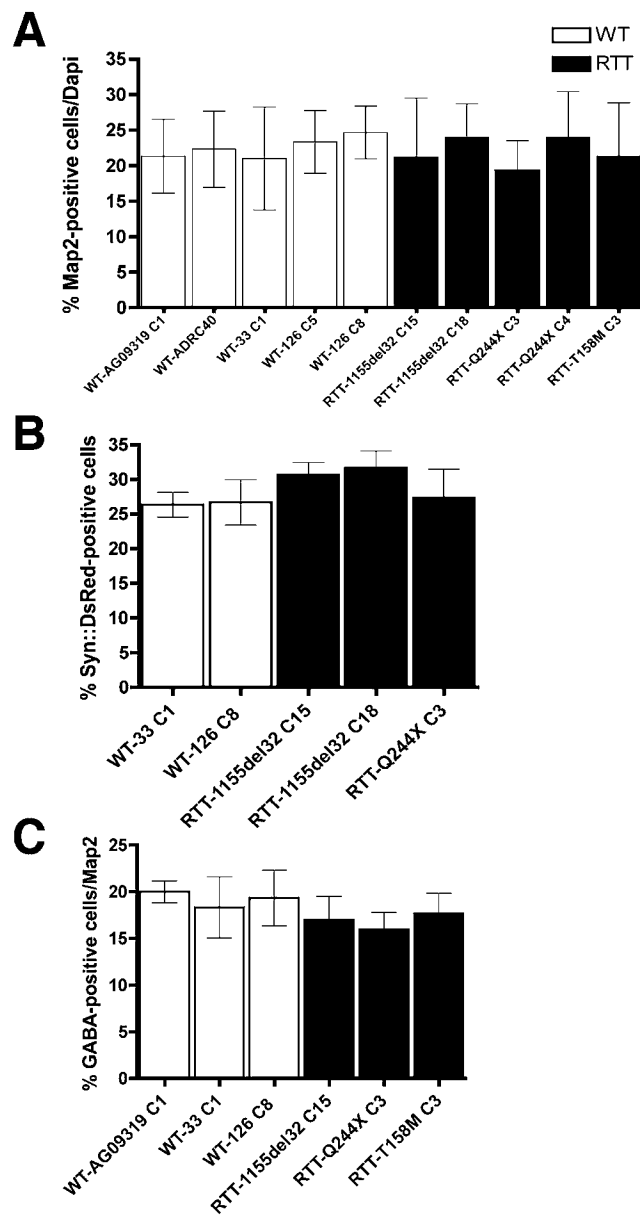 A
WT
RTT
% Map2-positive cells/Dapi
35
30
25
20
15
10
5
0
WT-AG09319 C1
WT-ADRC40
WT-33 C1
WT-126 C5
WT-126 C8
RTT-1155del32 C15
RTT-1155del32 C18
RTT-Q244X C3
RTT-Q244X C4
RTT-T158M C3
B
% Syn::DsRed-positive cells
35
30
25
20
15
10
5
0
WT-33 C1
WT-126 C8
RTT-1155del32 C15
RTT-1155del32 C18
RTT-Q244X C3
C
% GABA-positive cells/Map2
25
20
15
10
5
0
WT-AG09319 C1
WT-33 C1
WT-126 C8
RTT-1155del32 C15
RTT-Q244X C3
RTT-T158M C3